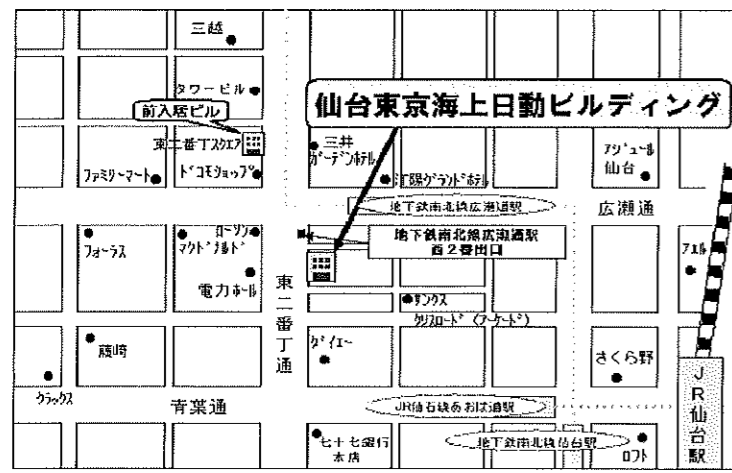 三越
タワービル
前入居ビル
仙台東京海上日動ビルディング
東二番丁スクエア
三井
ガーデンホテル
アジュール
仙台
ファミリーマート
ドコモショップ
江陽グランドホテル
地下鉄南北線広瀬通駅
広瀬通
ローソン
マクドナルド
フォーラス
地下鉄南北線広瀬通駅
西2番出口
アエル
電力ホール
東二番丁通
サンクス
クリスロード（アーケード）
藤崎
ダイエー
さくら野
クラックス
青葉通
JR仙石線あおば通駅
JR仙台駅
七十七銀行
本店
地下鉄南北線仙台駅
ロフト